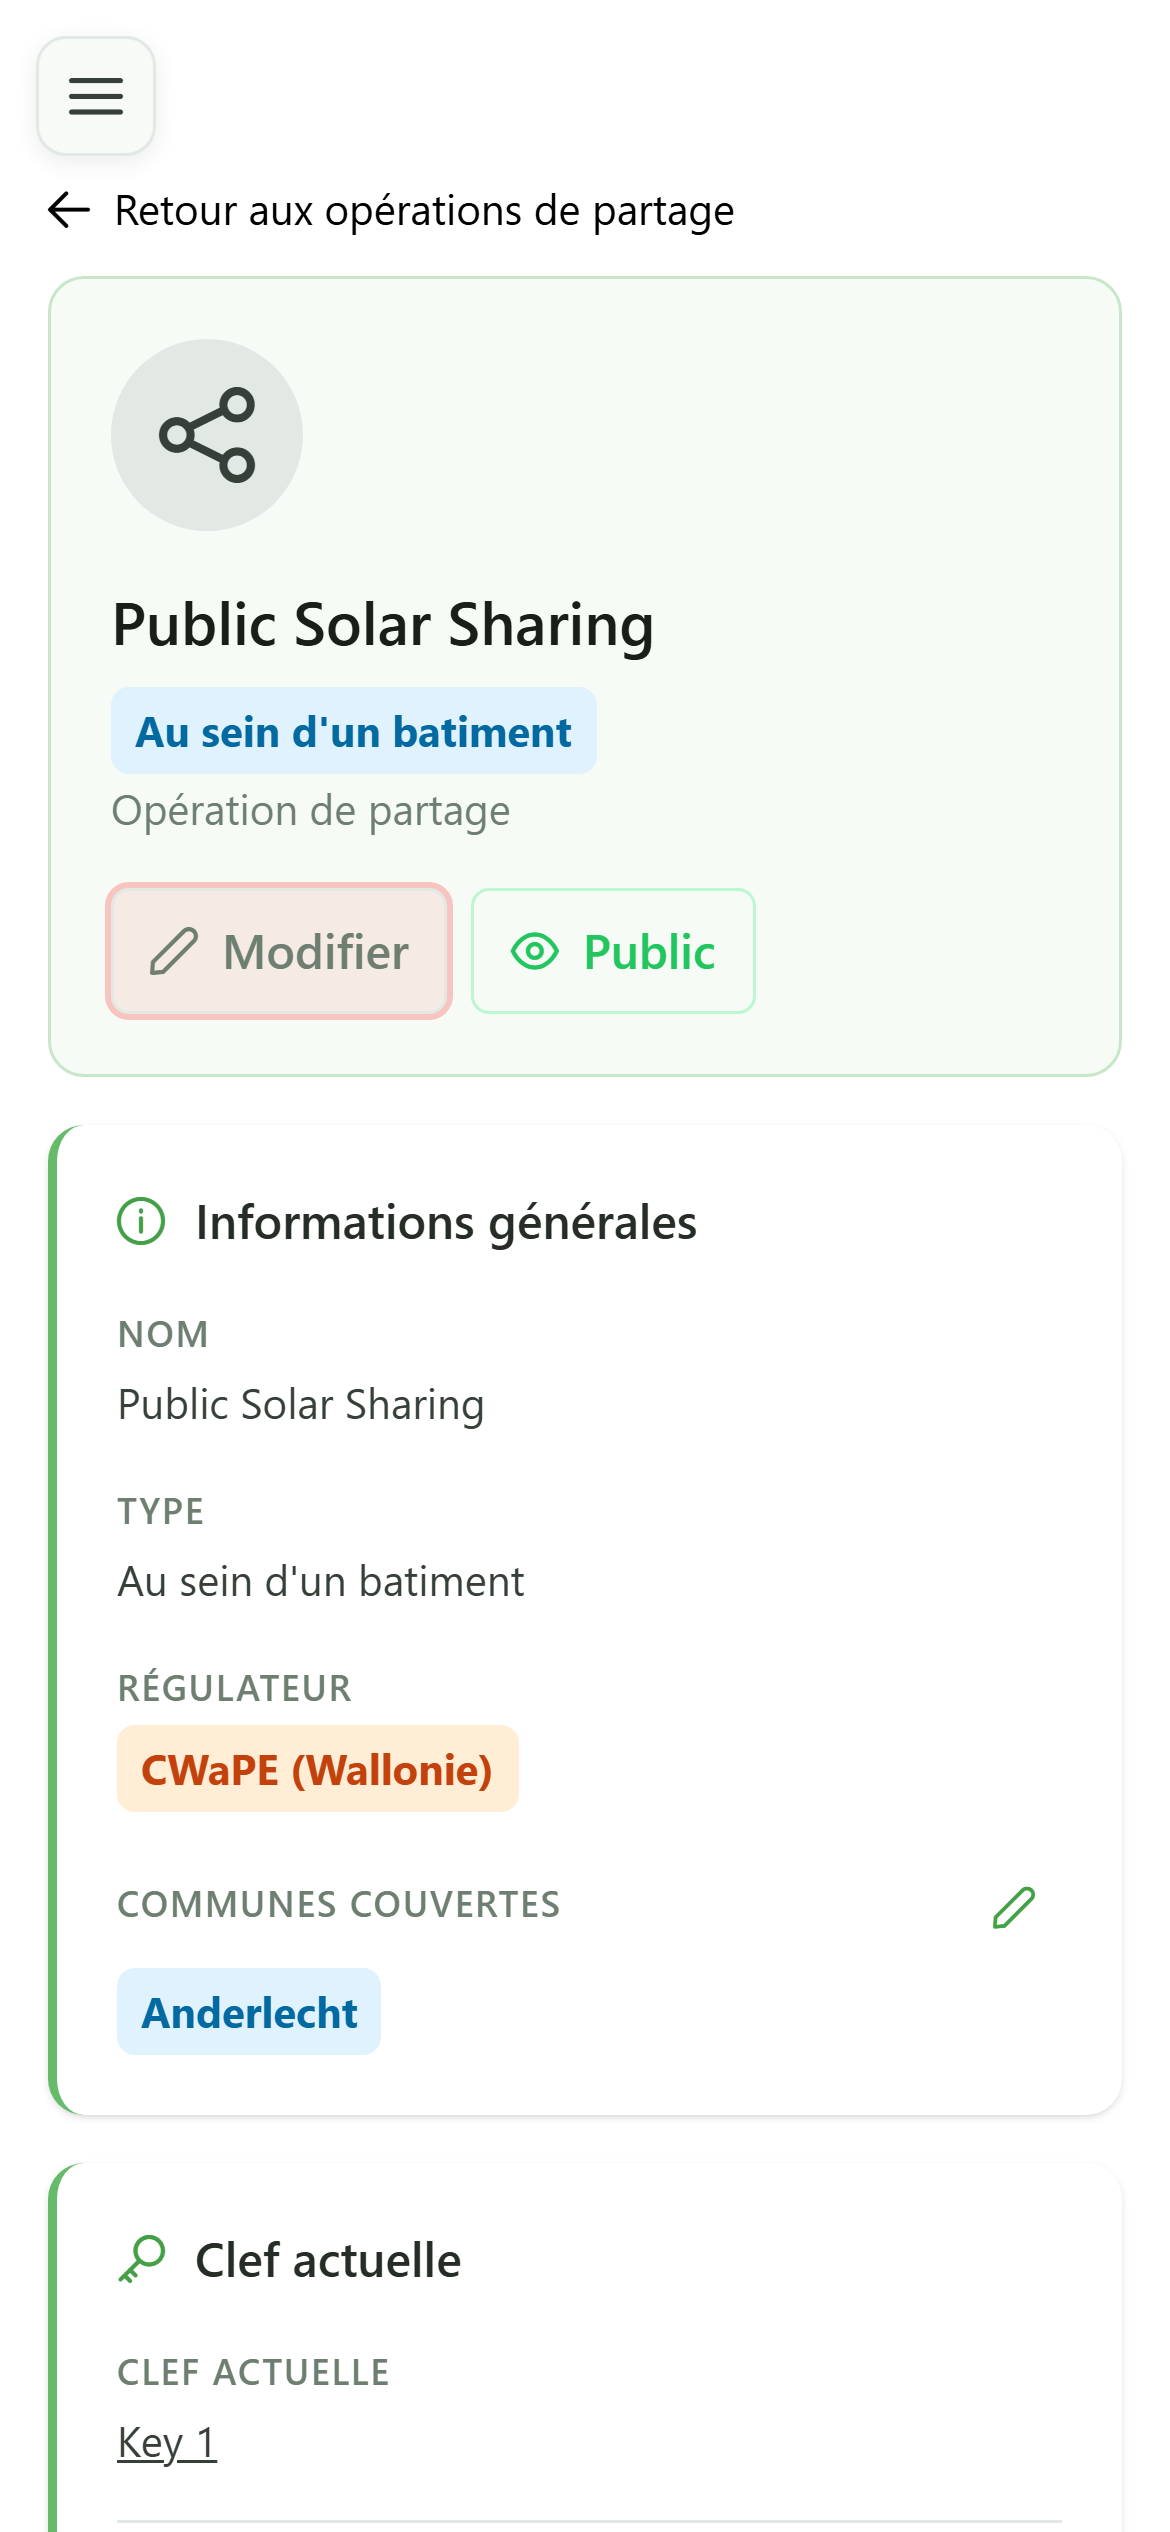 Retour aux opérations de partage
Public Solar Sharing
Au sein d'un batiment
Opération de partage
Modifier
Public
Informations générales
NOM
Public Solar Sharing
TYPE
Au sein d'un batiment
RÉGULATEUR
CWaPE (Wallonie)
COMMUNES COUVERTES
Anderlecht
Clef actuelle
CLEF ACTUELLE
Key 1